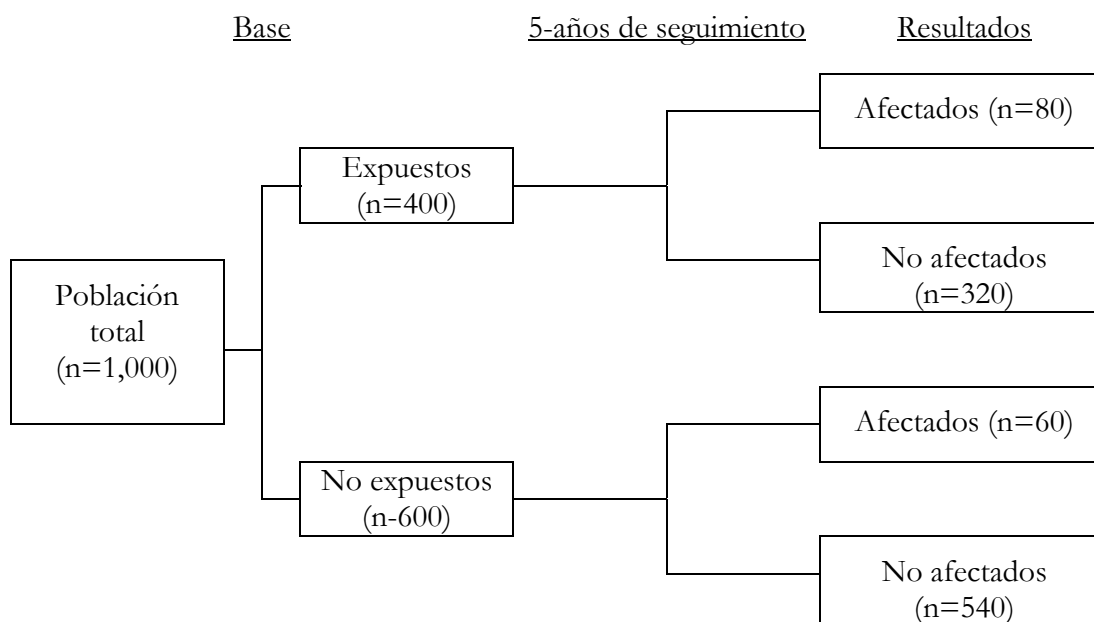 Base
5-años de seguimiento
Resultados
Afectados (n=80)
Expuestos
(n=400)
No afectados
(n=320)
Población
total
(n=1,000)
Afectados (n=60)
No expuestos
(n-600)
No afectados
(n=540)